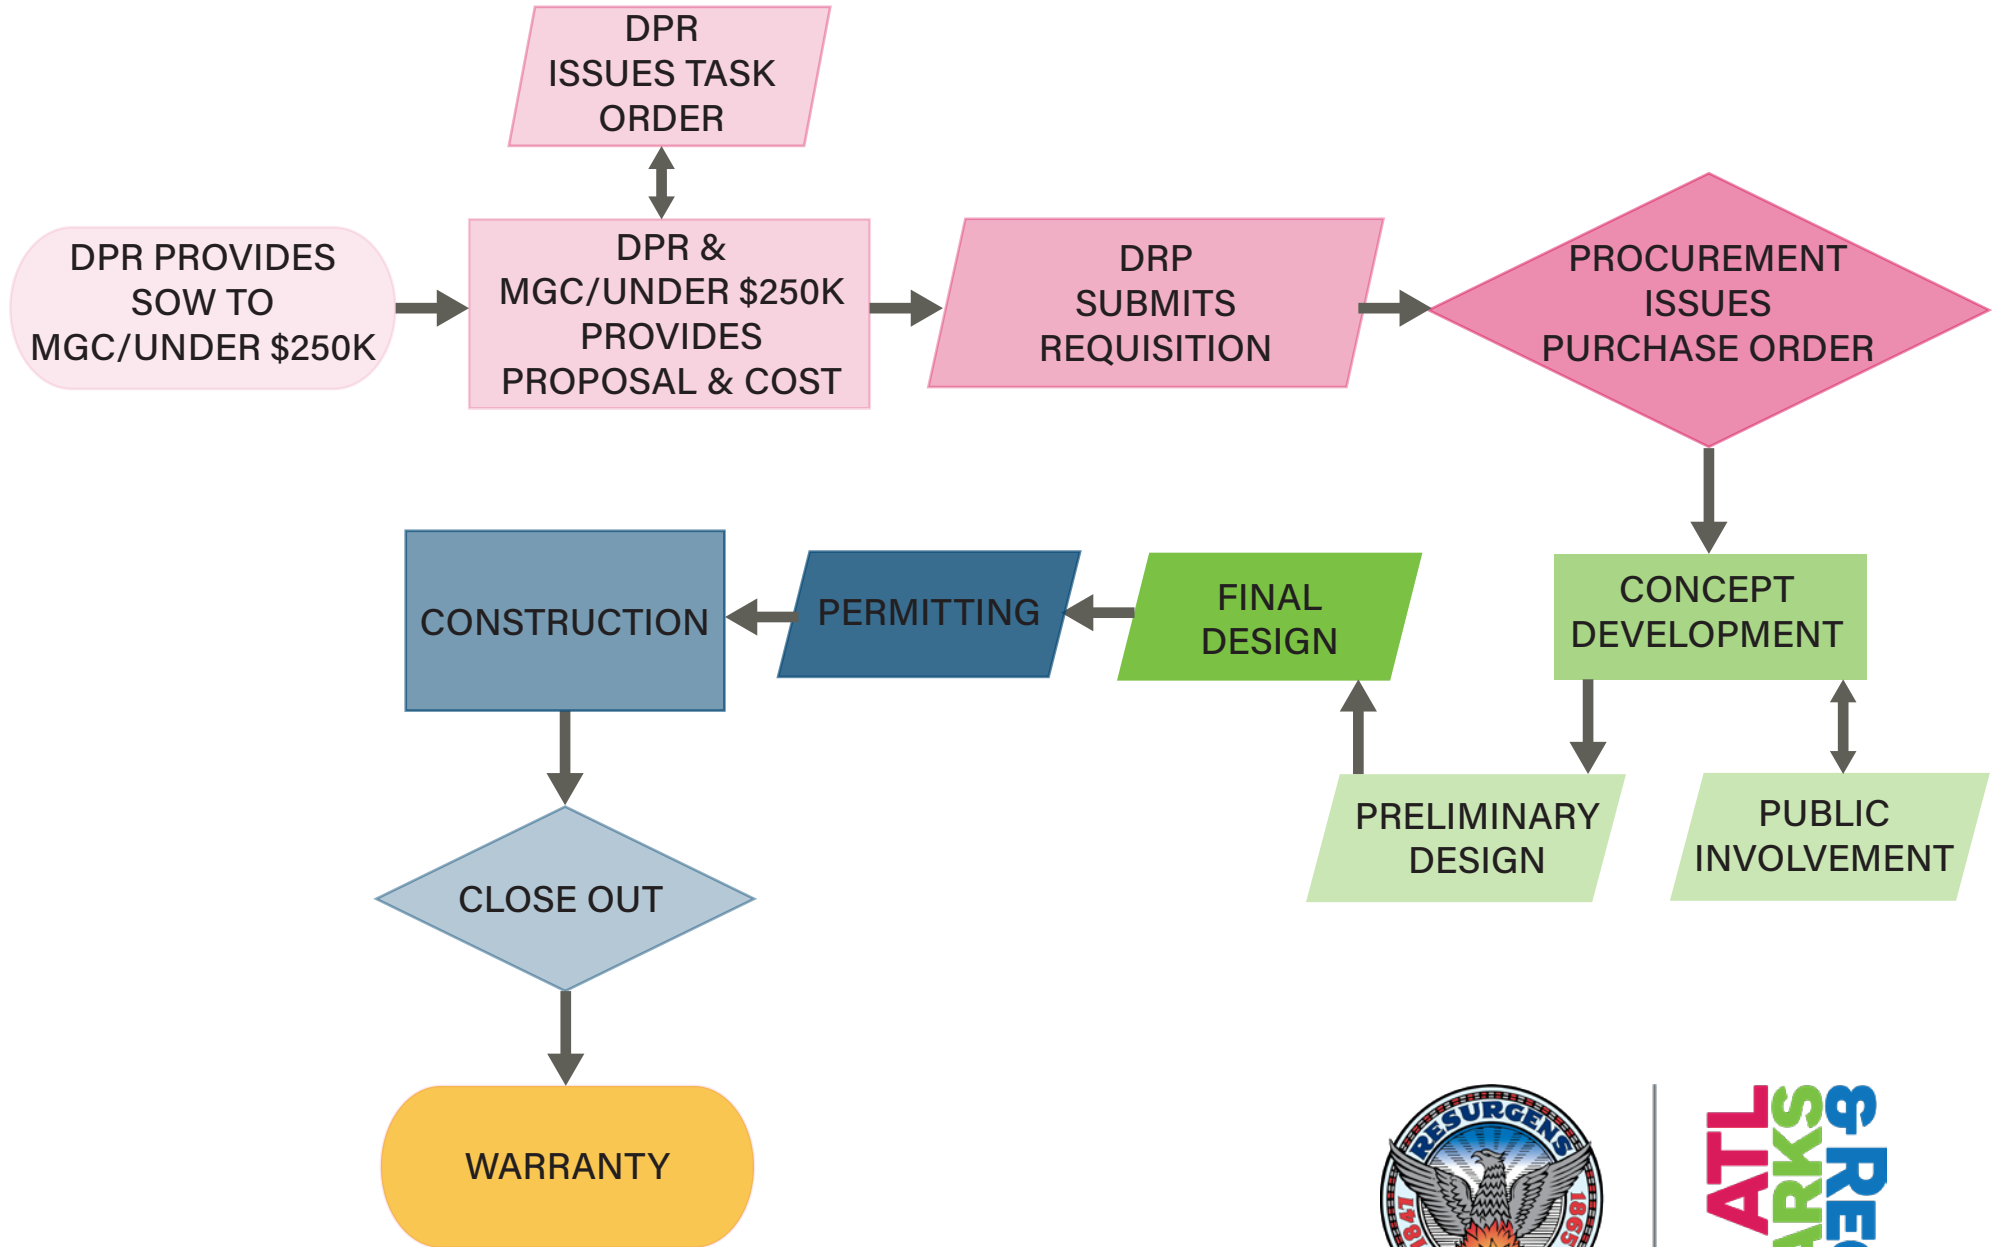 DPR
ISSUES TASK
ORDER
DPR PROVIDES
SOW TO
MGC/UNDER $250K
DPR &
MGC/UNDER $250K
PROVIDES
PROPOSAL & COST
DRP
SUBMITS
REQUISITION
PROCUREMENT
ISSUES
PURCHASE ORDER
CONCEPT
DEVELOPMENT
PUBLIC
INVOLVEMENT
PRELIMINARY
DESIGN
FINAL
DESIGN
PERMITTING
CONSTRUCTION
CLOSE OUT
WARRANTY
RESURGENS
1847
1865
ATL